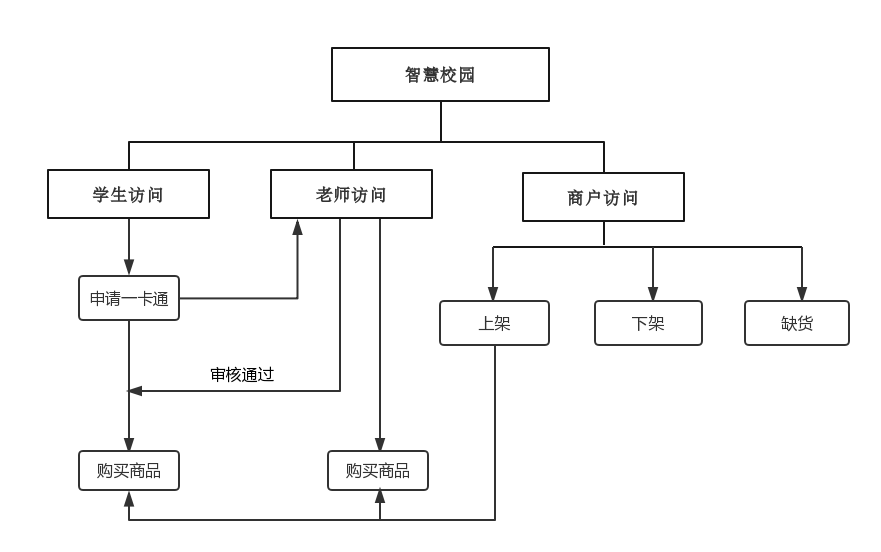 智慧校园
学生访问
老师访问
商户访问
申请一卡通
上架
下架
缺货
审核通过
购买商品
购买商品